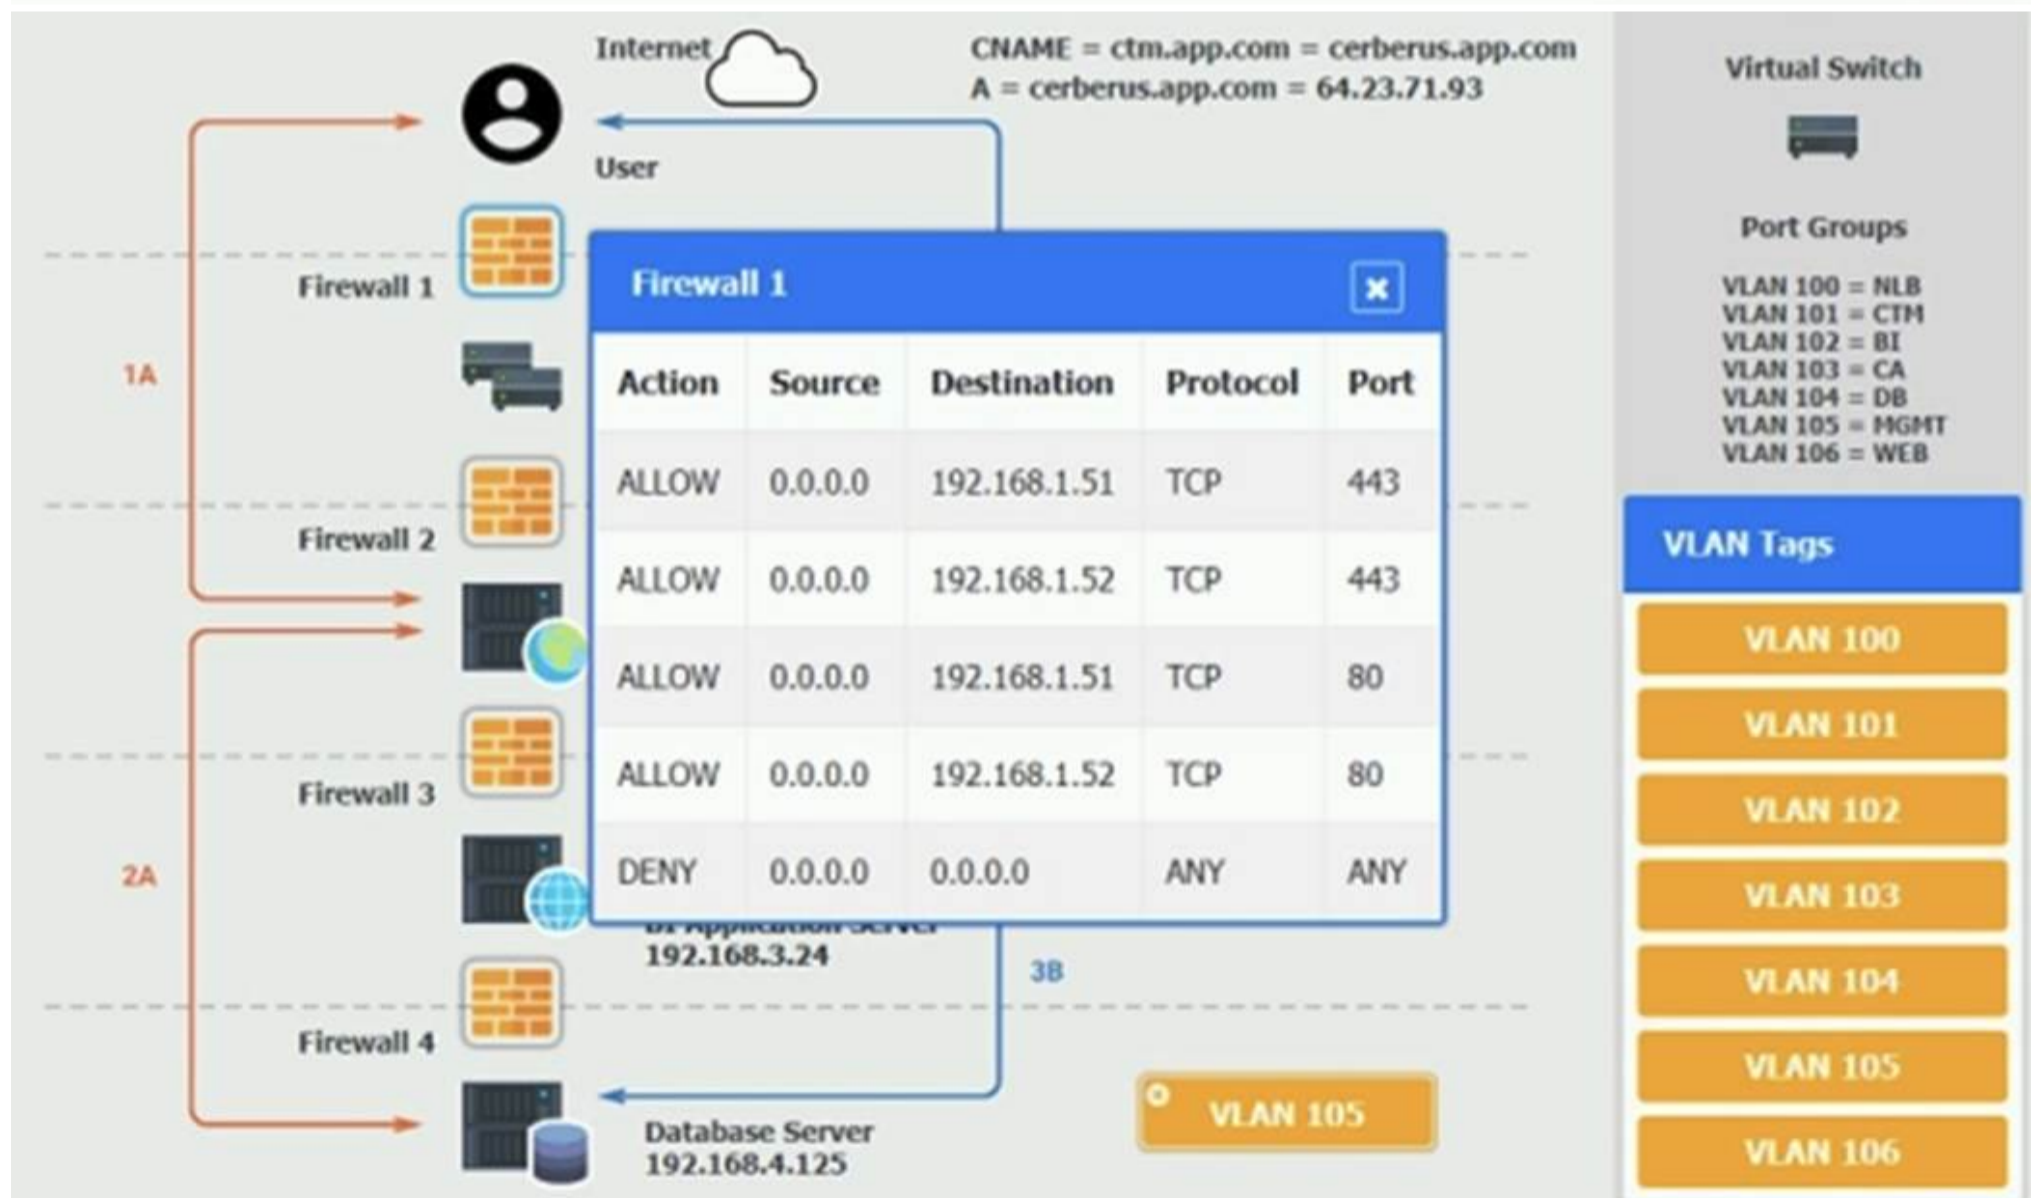 Internet
CNAME = ctm.app.com = cerberus.app.com
A = cerberus.app.com = 64.23.71.93
User
Firewall 1
1A
Firewall 2
Firewall 3
2A
Firewall 4
Firewall 1
Action Source Destination Protocol Port
ALLOW 0.0.0.0 192.168.1.51 TCP 443
ALLOW 0.0.0.0 192.168.1.52 TCP 443
ALLOW 0.0.0.0 192.168.1.51 TCP 80
ALLOW 0.0.0.0 192.168.1.52 TCP 80
DENY 0.0.0.0 0.0.0.0 ANY ANY
BI Application Server
192.168.3.24
3B
Database Server
192.168.4.125
VLAN 105
Virtual Switch
Port Groups
VLAN 100 = NLB
VLAN 101 = CTM
VLAN 102 = BI
VLAN 103 = CA
VLAN 104 = DB
VLAN 105 = MGMT
VLAN 106 = WEB
VLAN Tags
VLAN 100
VLAN 101
VLAN 102
VLAN 103
VLAN 104
VLAN 105
VLAN 106